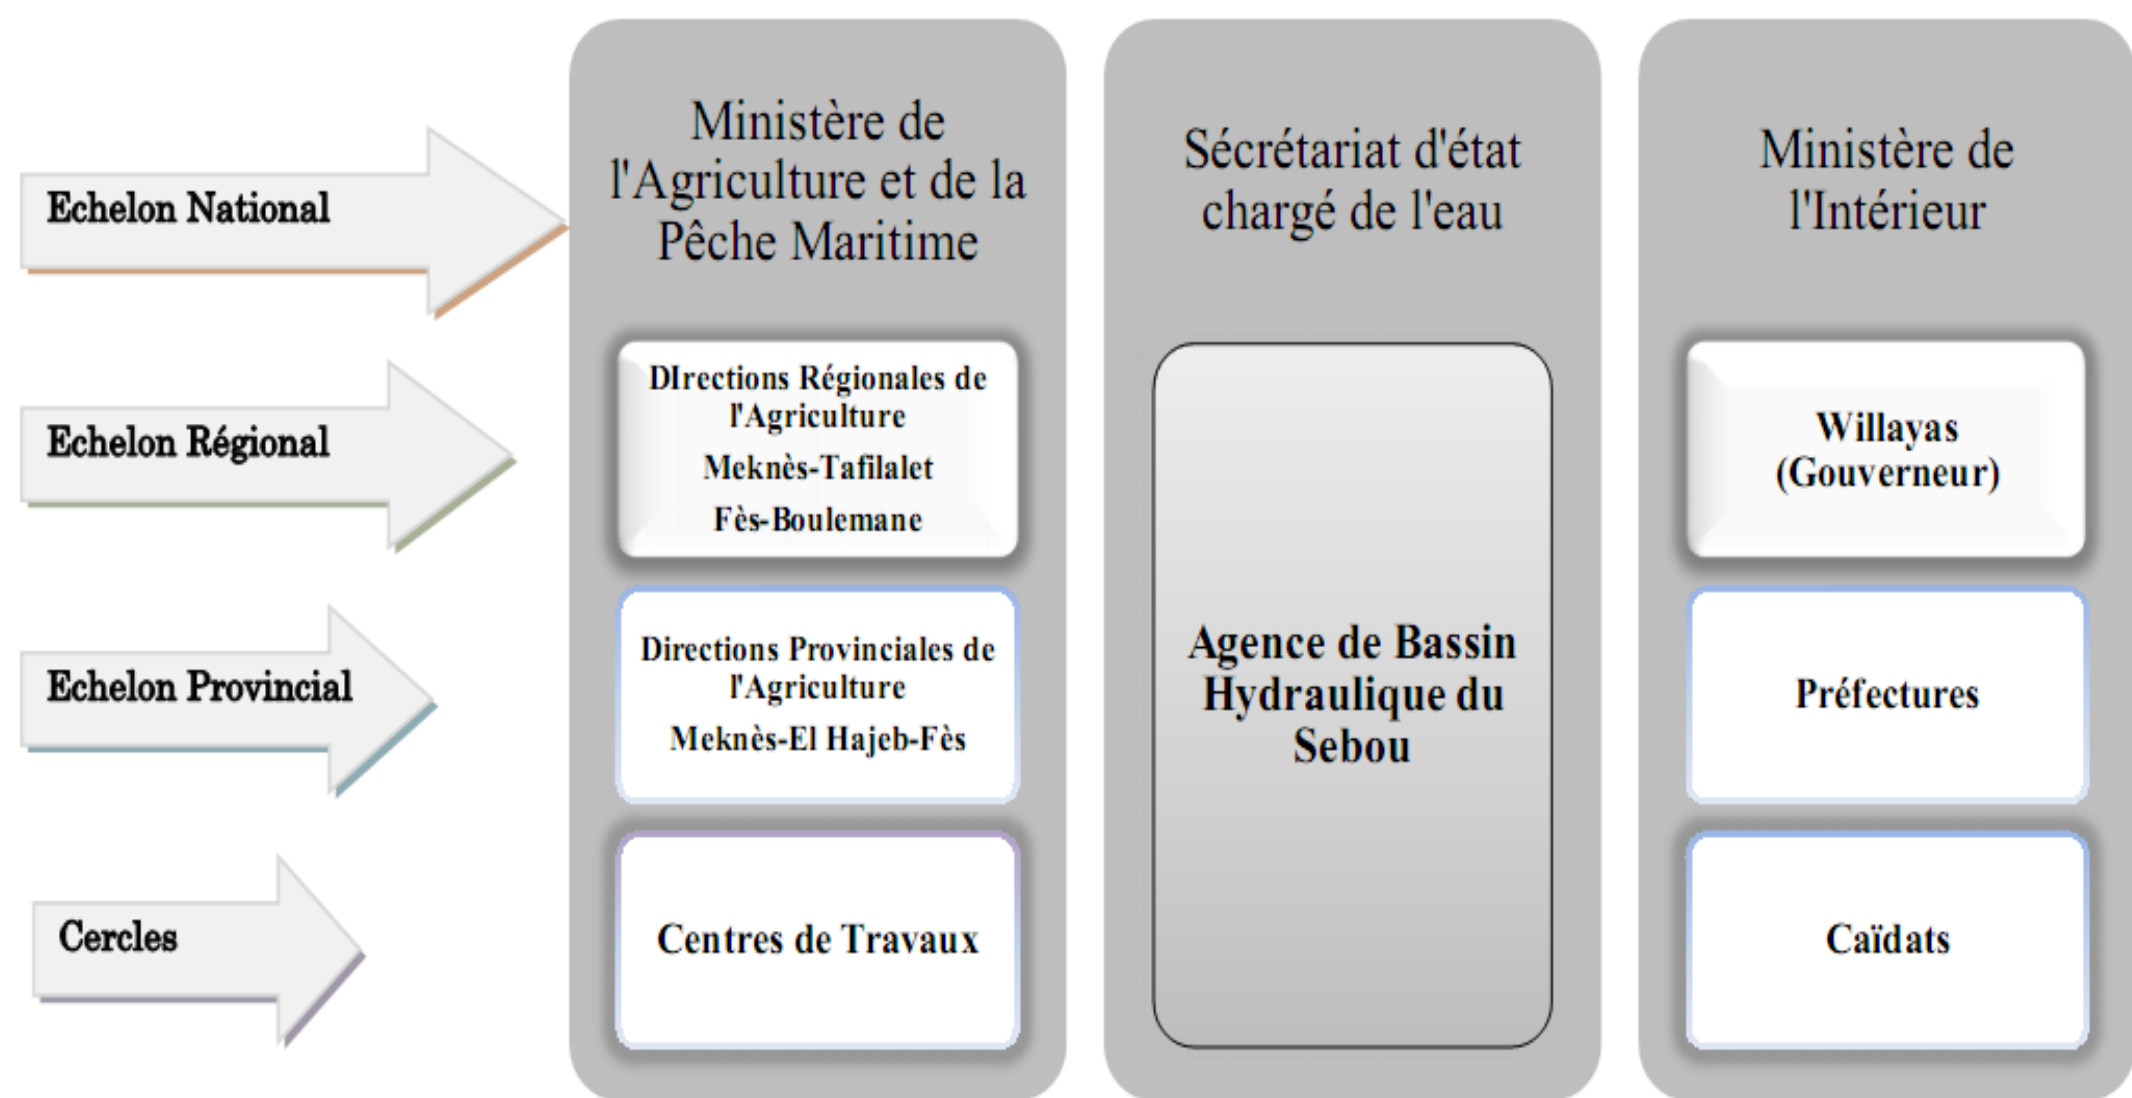 Echelon National
Echelon Régional
Echelon Provincial
Cercles
Ministère de
l'Agriculture et de la
Pêche Maritime
DIrections Régionales de
l'Agriculture
Meknès-Tafilalet
Fès-Boulemane
Directions Provinciales de
l'Agriculture
Meknès-El Hajeb-Fès
Centres de Travaux
Sécrétariat d'état
chargé de l'eau
Agence de Bassin
Hydraulique du
Sebou
Ministère de
l'Intérieur
Willayas
(Gouverneur)
Préfectures
Caïdats